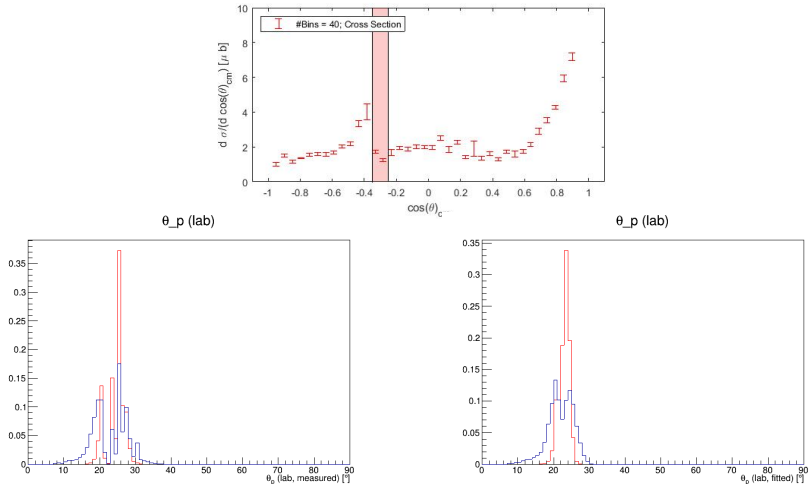 10
8
6
4
2
0
d σ/(d cos(θ)cm) [μ b]
#Bins = 40; Cross Section
-1 -0.8 -0.6 -0.4 -0.2 0 0.2 0.4 0.6 0.8 1
cos(θ)c
θ_p (lab)
0.35
0.3
0.25
0.2
0.15
0.1
0.05
0
0 10 20 30 40 50 60 70 80 90
θp (lab, measured) [°]
θ_p (lab)
0.35
0.3
0.25
0.2
0.15
0.1
0.05
0
0 10 20 30 40 50 60 70 80 90
θp (lab, fitted) [°]